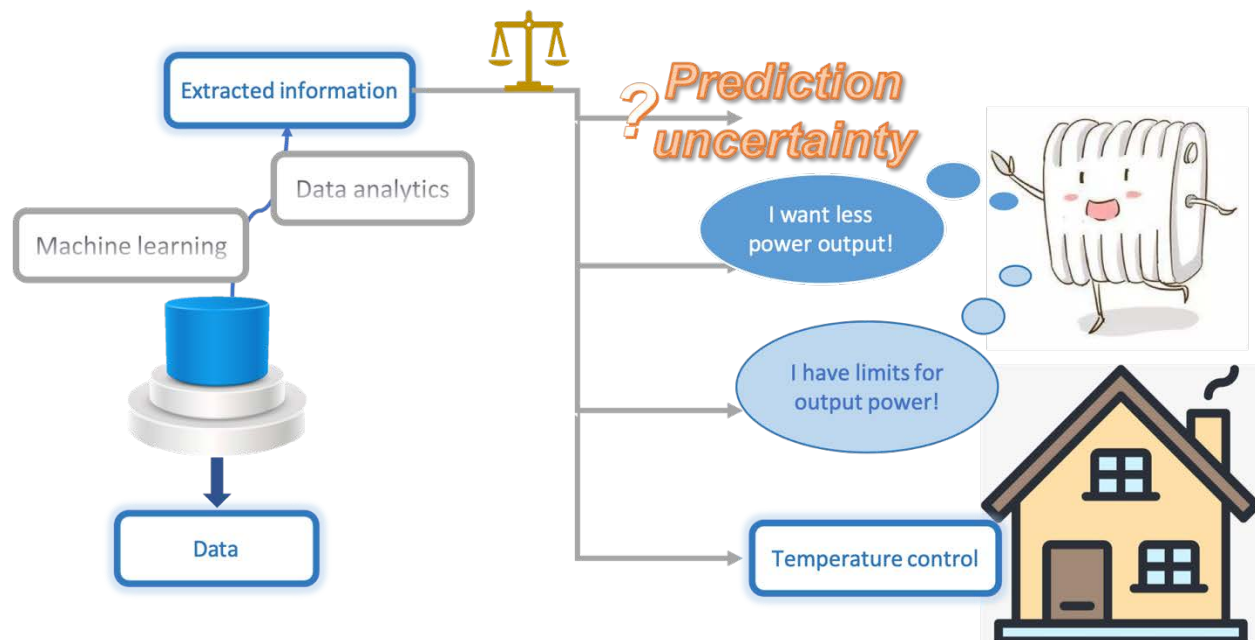 Extracted information
Data analytics
Machine learning
Data
? Prediction
uncertainty
I want less
power output!
I have limits for
output power!
Temperature control